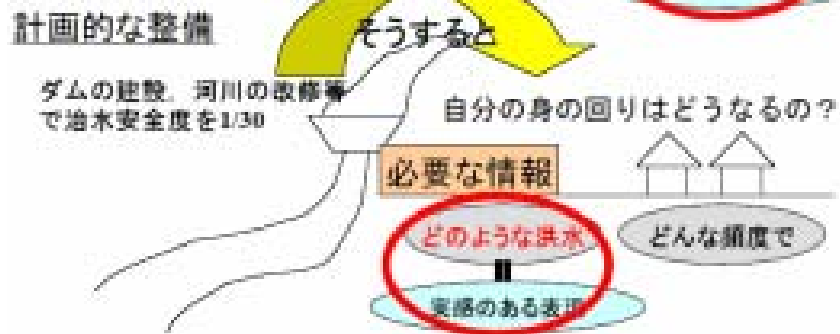 計画的な整備
そうすると
ダムの建設、河川の改修等
で治水安全度を1/30
自分の身の回りはどうなるの?
必要な情報
どのような洪水
どんな頻度で
実感のある表現